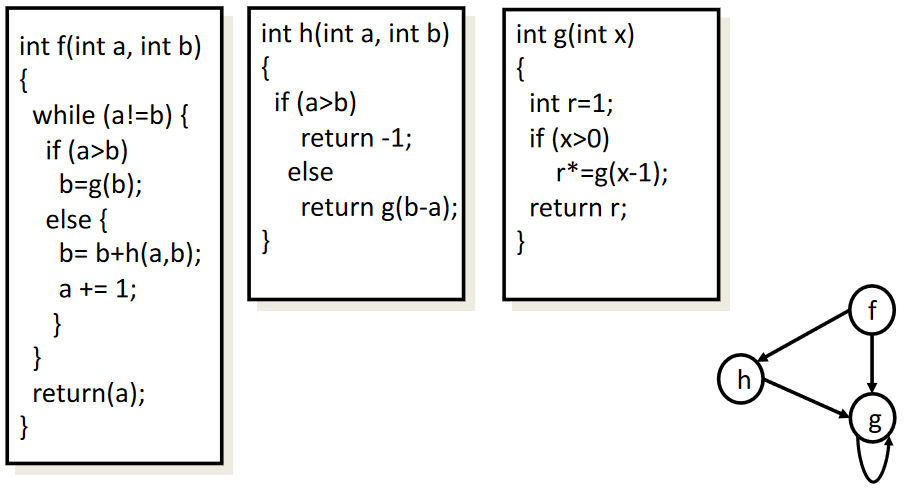 int f(int a, int b)
{
while (a!=b) {
if (a>b)
b=g(b);
else {
b= b+h(a,b);
a += 1;
}
}
return(a);
}
int h(int a, int b)
{
if (a>b)
return -1;
else
return g(b-a);
}
int g(int x)
{
int r=1;
if (x>0)
r*=g(x-1);
return r;
}
f
h
g